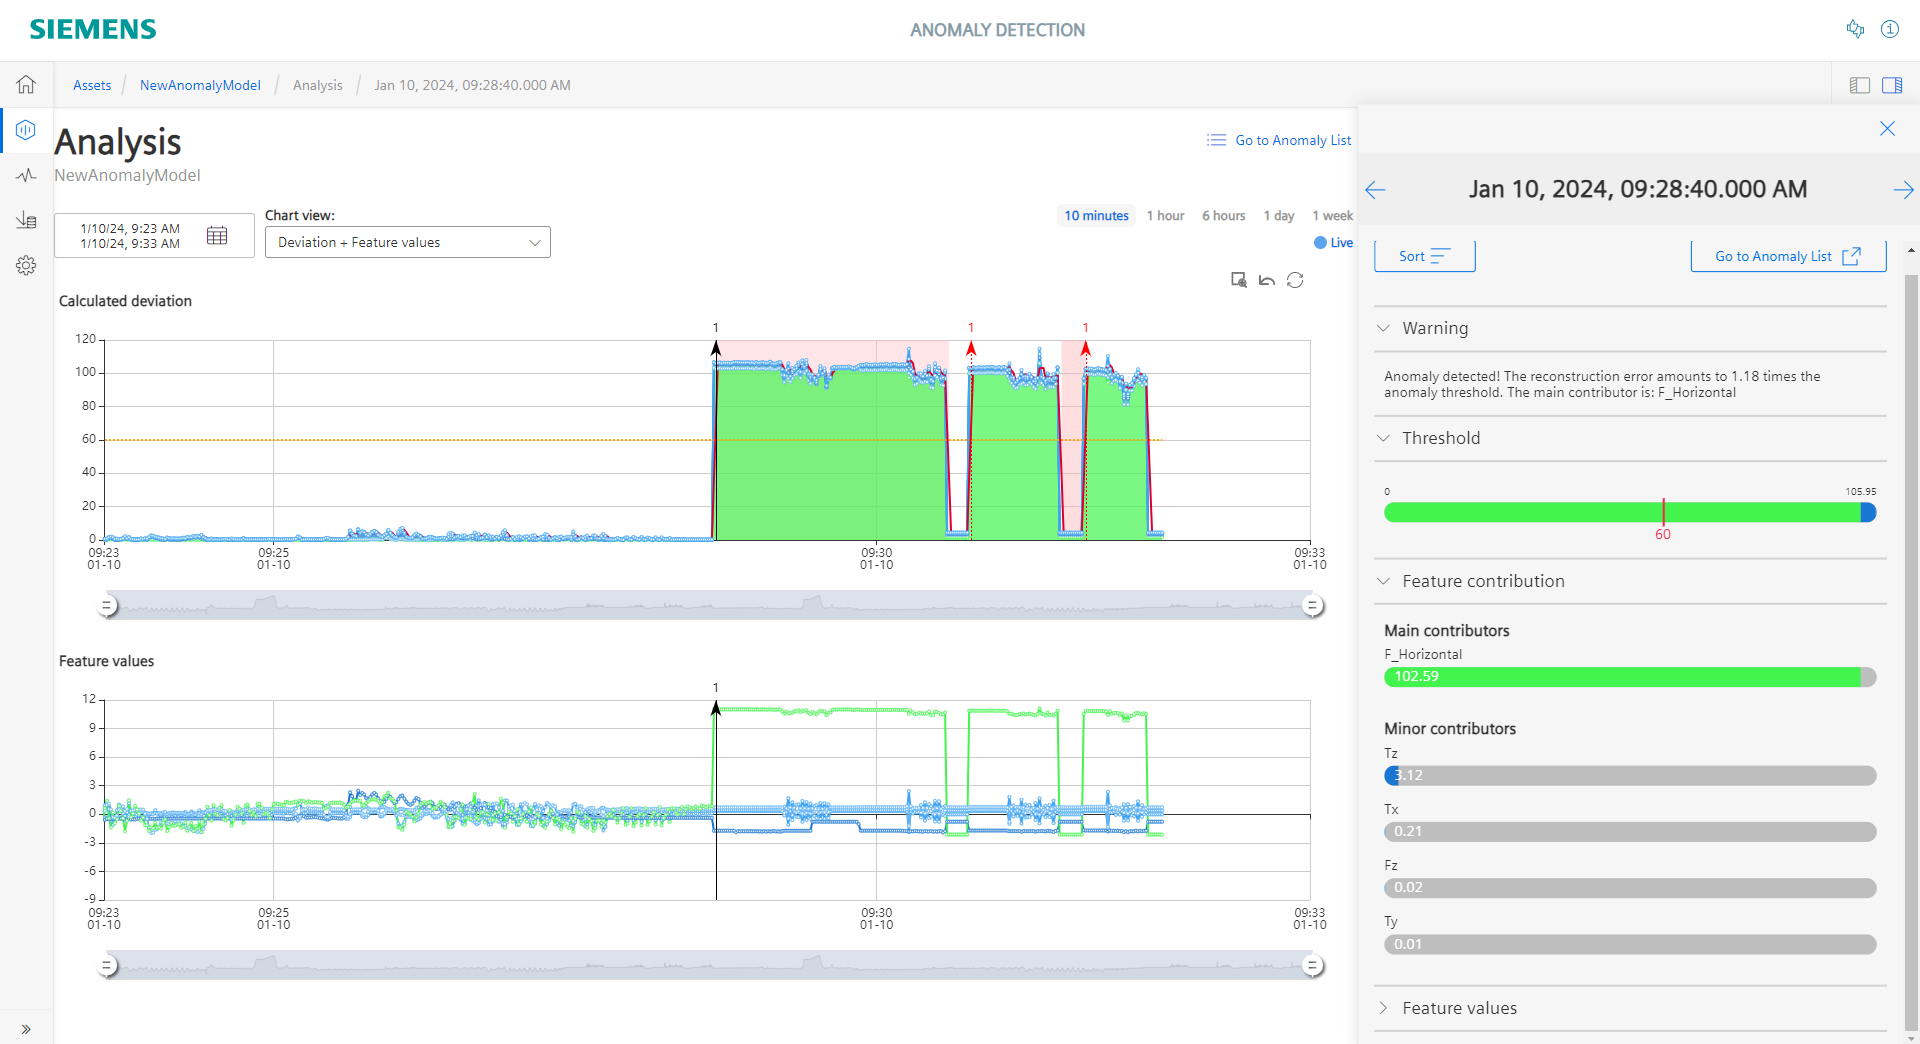 SIEMENS
ANOMALY DETECTION
Assets
NewAnomalyModel
Analysis
Jan 10, 2024, 09:28:40.000 AM
Analysis
NewAnomalyModel
Go to Anomaly List
1/10/24, 9:23 AM
1/10/24, 9:33 AM
Chart view:
Deviation + Feature values
10 minutes
1 hour
6 hours
1 day
1 week
Live
Calculated deviation
1
1
1
120
100
80
60
40
20
0
09:23
01-10
09:25
01-10
09:30
01-10
09:33
01-10
Feature values
1
12
9
6
3
0
-3
-6
-9
09:23
01-10
09:25
01-10
09:30
01-10
09:33
01-10
Jan 10, 2024, 09:28:40.000 AM
Sort
Go to Anomaly List
Warning
Anomaly detected! The reconstruction error amounts to 1.18 times the
anomaly threshold. The main contributor is: F_Horizontal
Threshold
0
105.95
60
Feature contribution
Main contributors
F_Horizontal
102.59
Minor contributors
Tz
3.12
Tx
0.21
Fz
0.02
Ty
0.01
Feature values